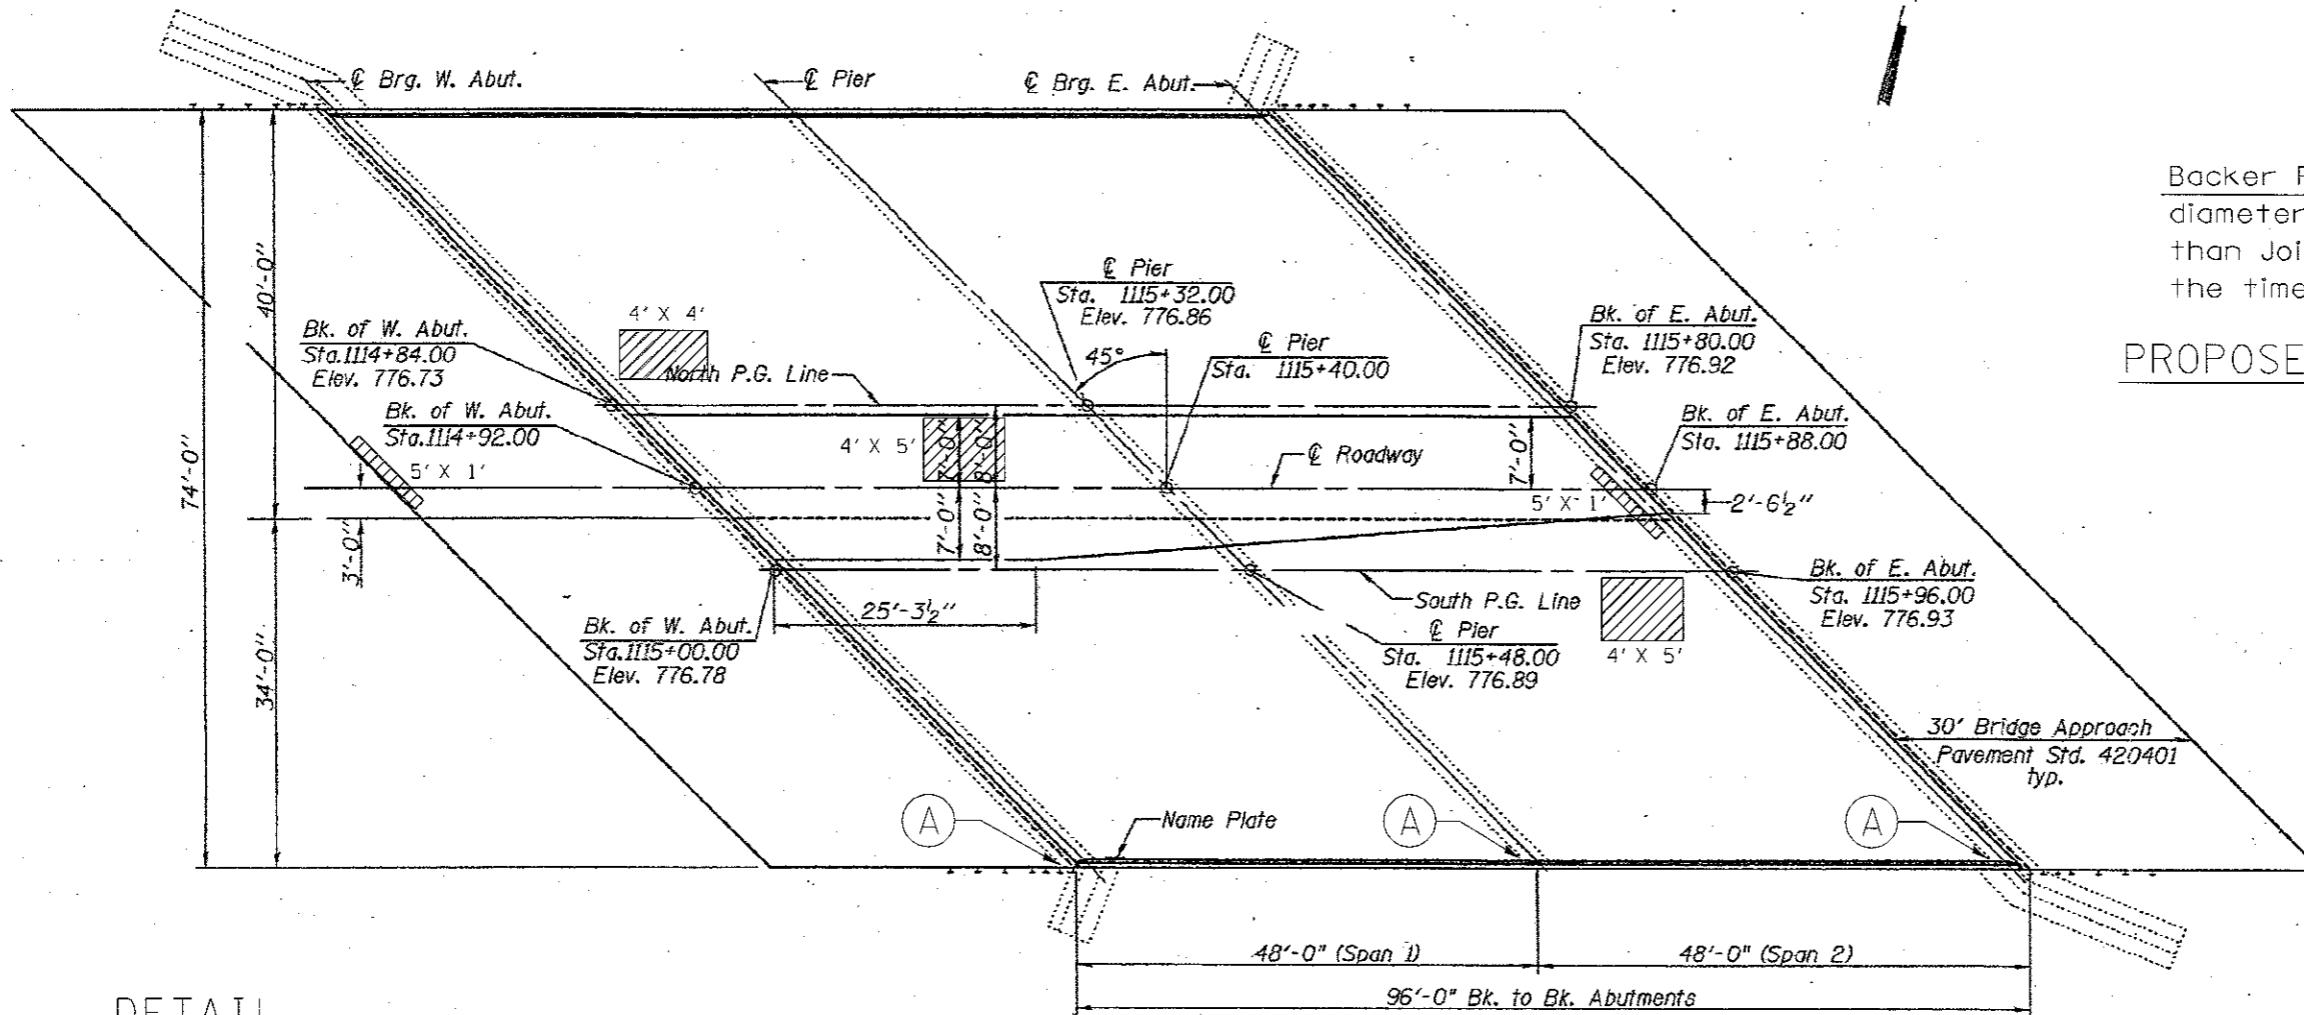 ℄ Brg. W. Abut.
℄ Pier
℄ Brg. E. Abut.
Backer
diameter
than Joi
the time
PROPOSE
74'-0"
40'-0"
34'-0"
3'-0"
4' X 4'
Bk. of W. Abut.
Sta.1114+84.00
Elev. 776.73
North P.G. Line
℄ Pier
Sta. 1115+32.00
Elev. 776.86
45°
℄ Pier
Sta. 1115+40.00
Bk. of E. Abut.
Sta. 1115+80.00
Elev. 776.92
Bk. of W. Abut.
Sta.1114+92.00
5' X 1'
4' X 5'
7'-0"
8'-0"
7'-0"
8'-0"
℄ Roadway
7'-0"
Bk. of E. Abut.
Sta. 1115+88.00
5' X 1'
2'-6½"
25'-3½"
Bk. of W. Abut.
Sta.1115+00.00
Elev. 776.78
South P.G. Line
℄ Pier
Sta. 1115+48.00
Elev. 776.89
4' X 5'
Bk. of E. Abut.
Sta. 1115+96.00
Elev. 776.93
30' Bridge Approach
Pavement Std. 420401
typ.
A
Name Plate
A
A
48'-0" (Span 1)
48'-0" (Span 2)
96'-0" Bk. to Bk. Abutments
DETAIL